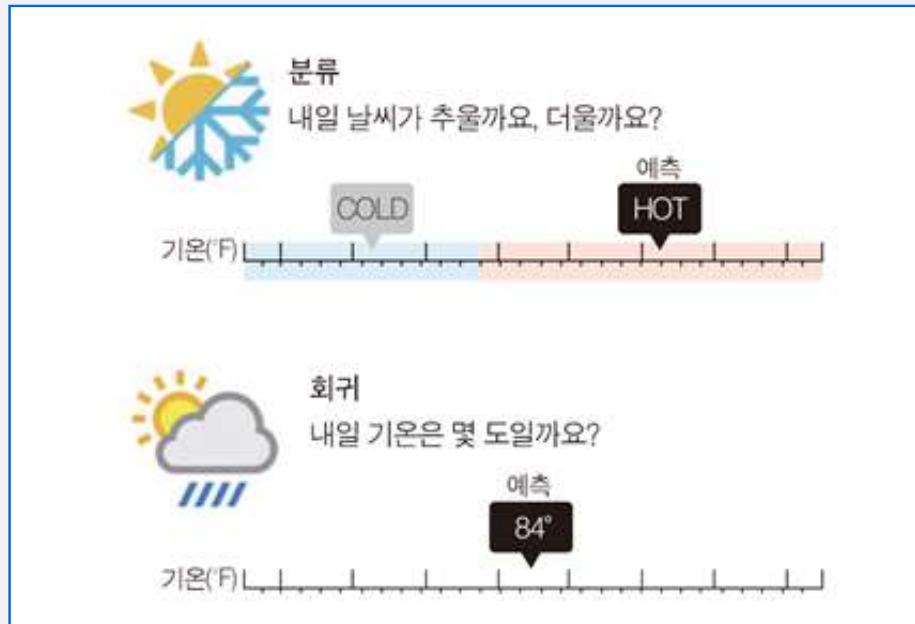 분류
내일 날씨가 추울까요, 더울까요?
예측
COLD
HOT
기온(°F)
회귀
내일 기온은 몇 도일까요?
예측
84°
기온(°F)